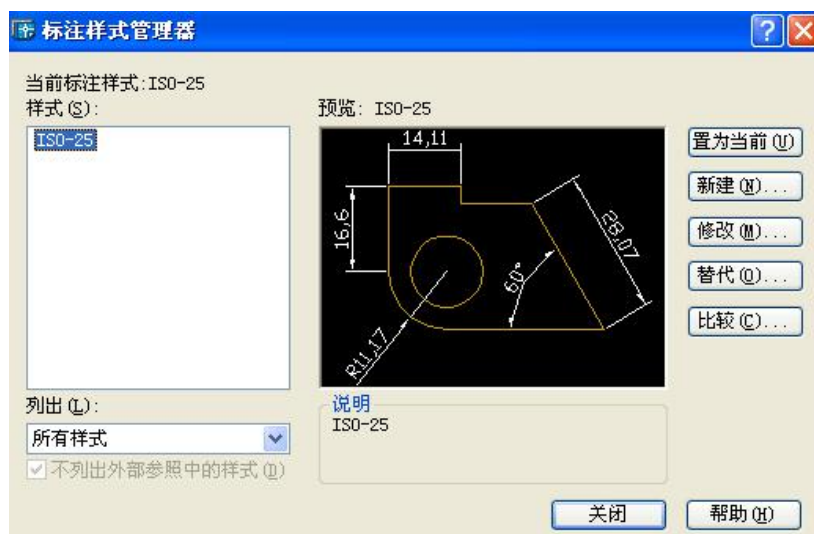 标注样式管理器
当前标注样式:ISO-25
样式(S):
ISO-25
预览: ISO-25
14,11
16,6
28,07
60°
R11,17
置为当前(U)
新建(N)...
修改(M)...
替代(O)...
比较(C)...
列出(L):
所有样式
不列出外部参照中的样式(D)
说明
ISO-25
关闭
帮助(H)